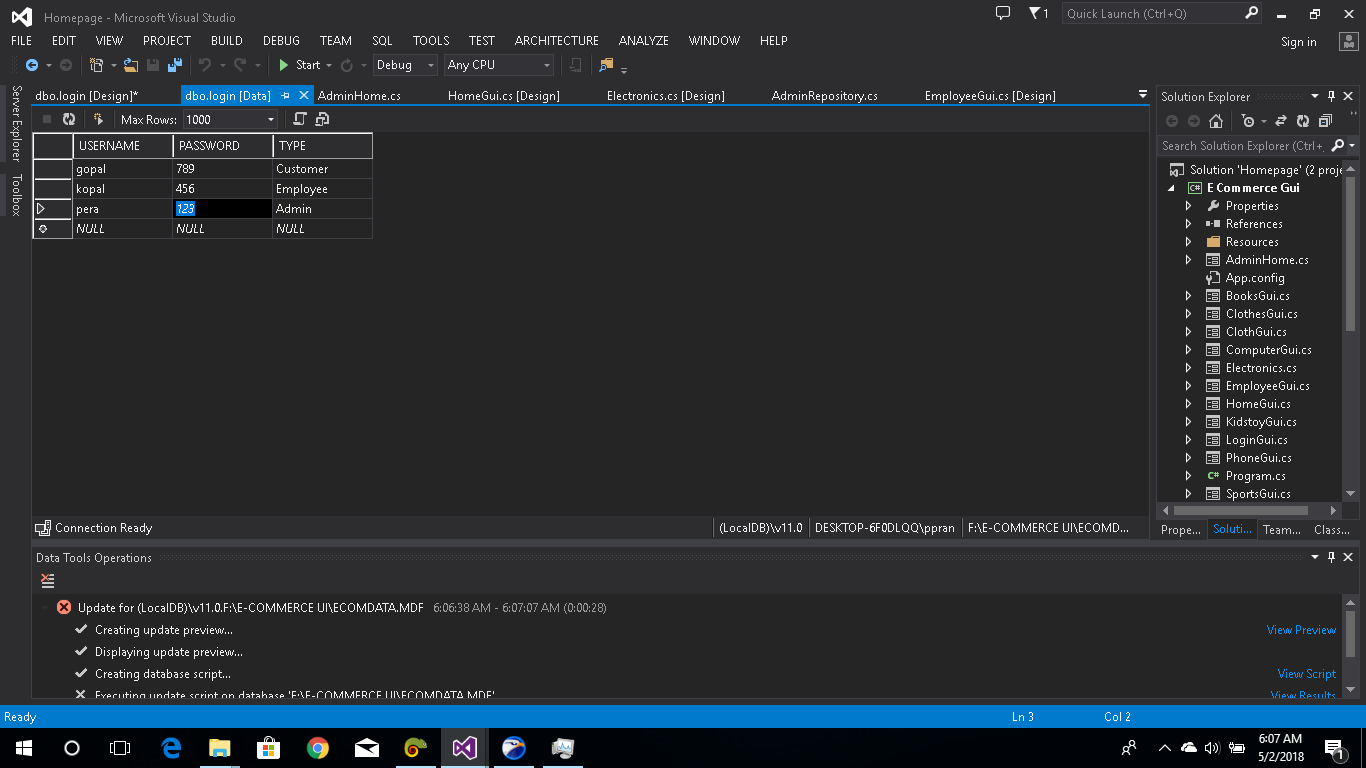 Homepage - Microsoft Visual Studio
1
Quick Launch (Ctrl+Q)
FILE EDIT VIEW PROJECT BUILD DEBUG TEAM SQL TOOLS TEST ARCHITECTURE ANALYZE WINDOW HELP
Sign in
Start Debug Any CPU
Server Explorer
Toolbox
dbo.login [Design]* dbo.login [Data] AdminHome.cs HomeGui.cs [Design] Electronics.cs [Design] AdminRepository.cs EmployeeGui.cs [Design]
Max Rows: 1000
USERNAME PASSWORD TYPE
gopal 789 Customer
kopal 456 Employee
pera 123 Admin
NULL NULL NULL
Connection Ready
(LocalDB)\v11.0 DESKTOP-6F0DLQQ\ppran F:\E-COMMERCE UI\ECOMD...
Solution Explorer
Search Solution Explorer (Ctrl+
Solution 'Homepage' (2 proje
C# E Commerce Gui
Properties
References
Resources
AdminHome.cs
App.config
BooksGui.cs
ClothesGui.cs
ClothGui.cs
ComputerGui.cs
Electronics.cs
EmployeeGui.cs
HomeGui.cs
KidstoyGui.cs
LoginGui.cs
PhoneGui.cs
C# Program.cs
SportsGui.cs
Prope... Soluti... Team... Class...
Data Tools Operations
Update for (LocalDB)\v11.0.F:\E-COMMERCE UI\ECOMDATA.MDF 6:06:38 AM - 6:07:07 AM (0:00:28)
Creating update preview... View Preview
Displaying update preview...
Creating database script... View Script
Executing update script on database 'F:\E-COMMERCE UI\ECOMDATA.MDF' View Results
Ready Ln 3 Col 2
6:07 AM
5/2/2018
1